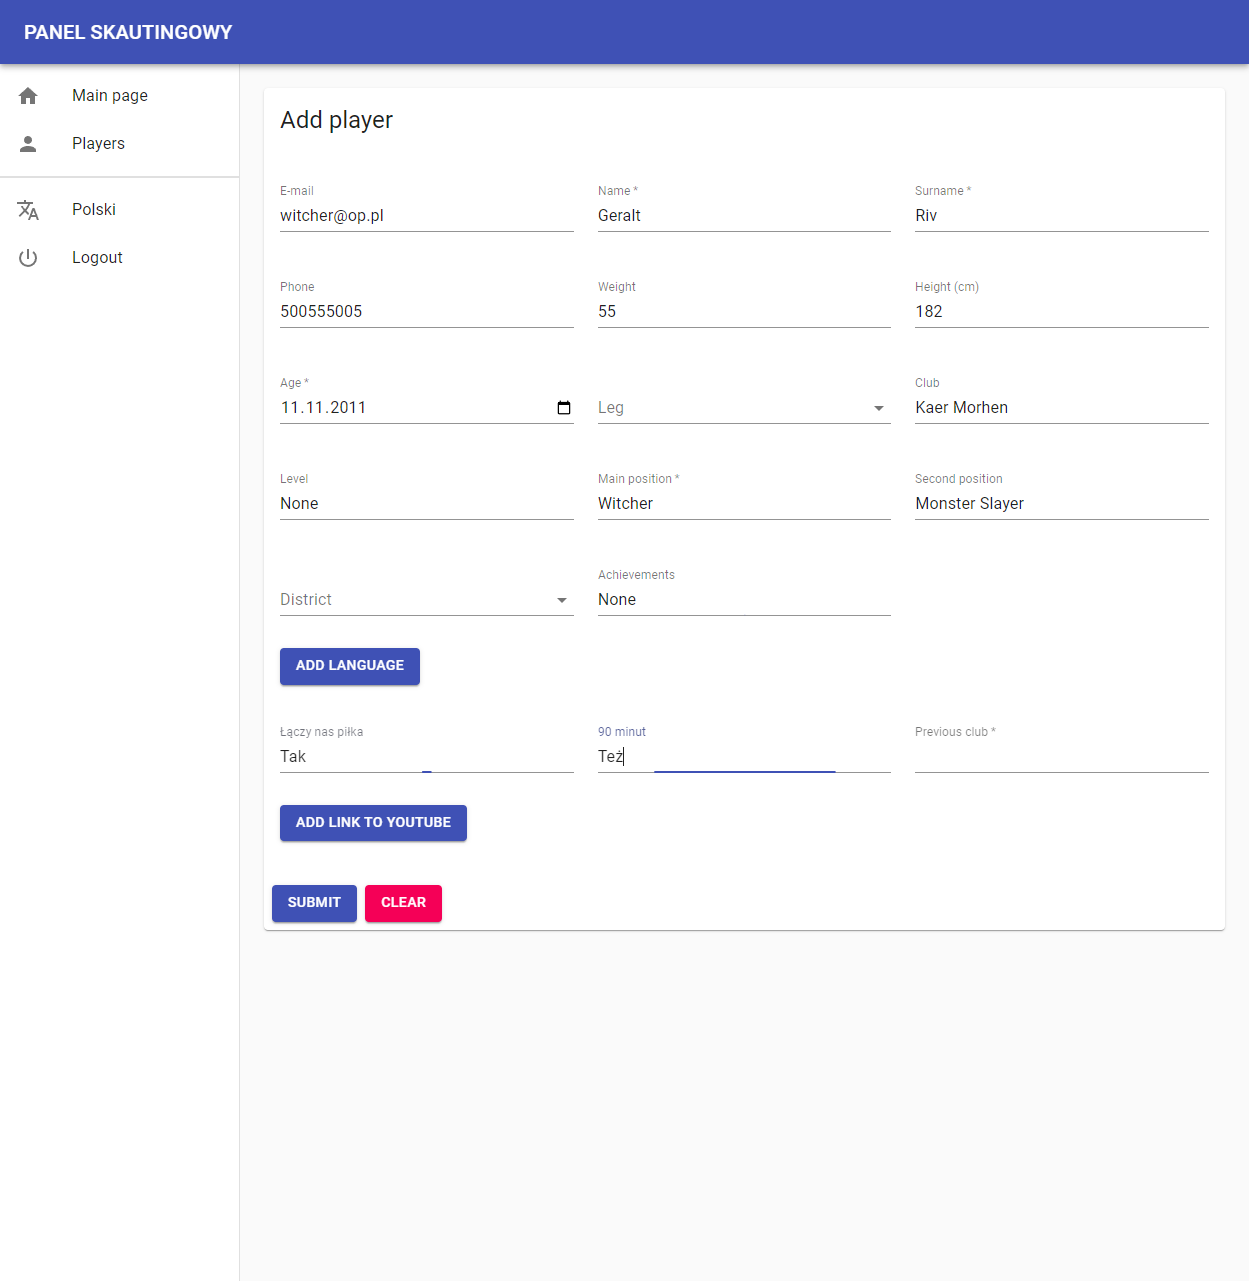 PANEL SKAUTINGOWY
Main page
Players
Polski
Logout
Add player
E-mail
witcher@op.pl
Name *
Geralt
Surname *
Riv
Phone
500555005
Weight
55
Height (cm)
182
Age *
11.11.2011
Leg
Club
Kaer Morhen
Level
None
Main position *
Witcher
Second position
Monster Slayer
District
Achievements
None
ADD LANGUAGE
Łączy nas piłka
Tak
90 minut
Też
Previous club *
ADD LINK TO YOUTUBE
SUBMIT
CLEAR